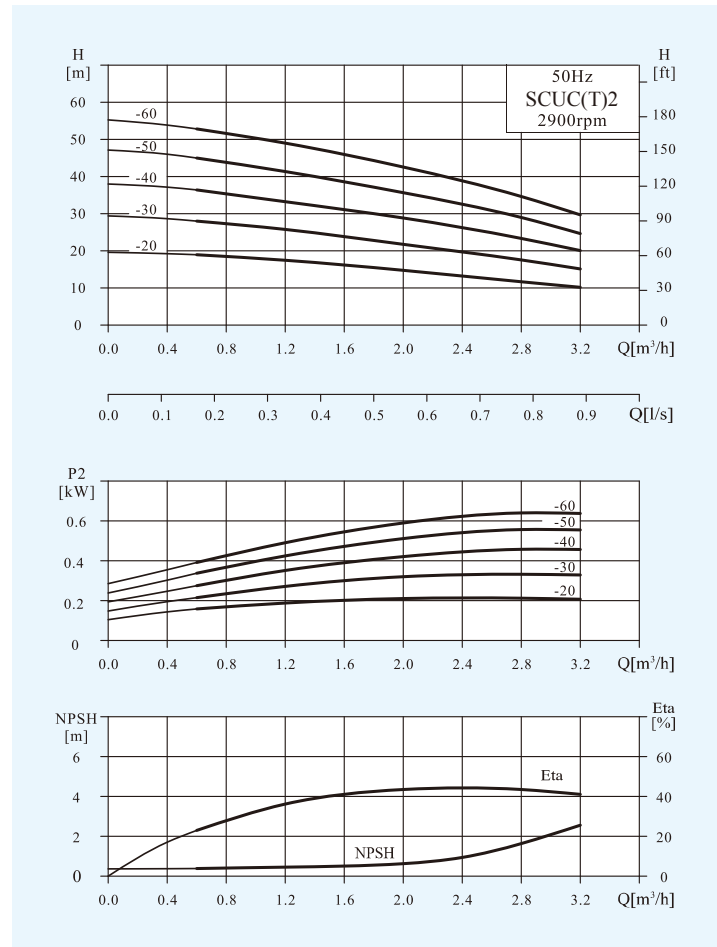 H
[m]
H
[ft]
50Hz
SCUC(T)2
2900rpm
60
50
40
30
20
10
0
180
150
120
90
60
30
0
-60
-50
-40
-30
-20
0.0 0.4 0.8 1.2 1.6 2.0 2.4 2.8 3.2 Q[m³/h]
0.0 0.1 0.2 0.3 0.4 0.5 0.6 0.7 0.8 0.9 Q[l/s]
P2
[kW]
0.6
0.4
0.2
0
-60
-50
-40
-30
-20
0.0 0.4 0.8 1.2 1.6 2.0 2.4 2.8 3.2 Q[m³/h]
NPSH
[m]
Eta
[%]
6
4
2
0
60
40
20
0
Eta
NPSH
0.0 0.4 0.8 1.2 1.6 2.0 2.4 2.8 3.2 Q[m³/h]